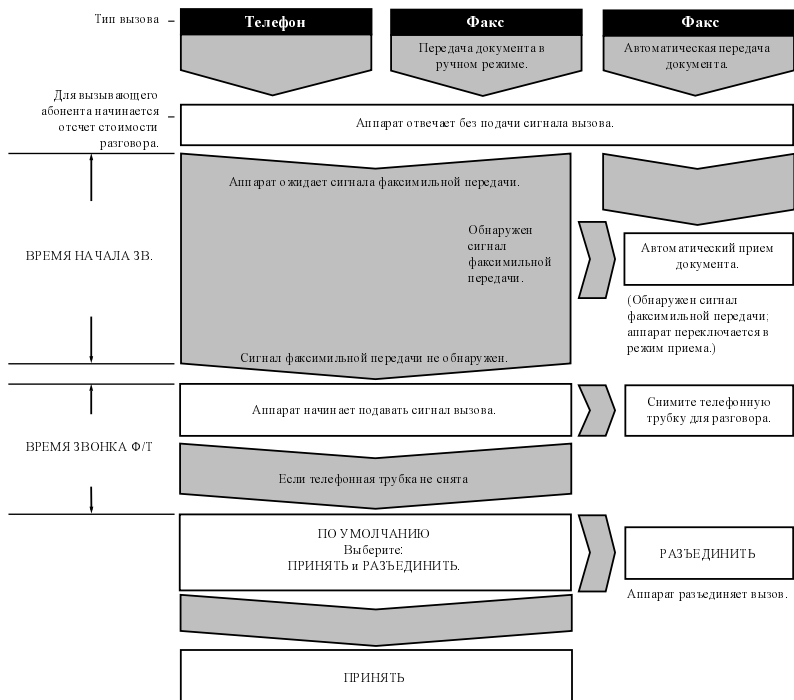 Тип вызова
Телефон
Факс
Факс
Передача документа в
ручном режиме.
Автоматическая передача
документа.
Для вызывающего
абонента начинается
отсчет стоимости
разговора.
Аппарат отвечает без подачи сигнала вызова.
Аппарат ожидает сигнала факсимильной передачи.
Обнаружен
сигнал
факсимильной
передачи.
ВРЕМЯ НАЧАЛА ЗВ.
Автоматический прием
документа.
(Обнаружен сигнал
факсимильной передачи;
аппарат переключается в
режим приема.)
Сигнал факсимильной передачи не обнаружен.
Аппарат начинает подавать сигнал вызова.
Снимите телефонную
трубку для разговора.
ВРЕМЯ ЗВОНКА Ф/Т
Если телефонная трубка не снята
ПО УМОЛЧАНИЮ
Выберите:
ПРИНЯТЬ и РАЗЪЕДИНИТЬ.
РАЗЪЕДИНИТЬ
Аппарат разъединяет вызов.
ПРИНЯТЬ